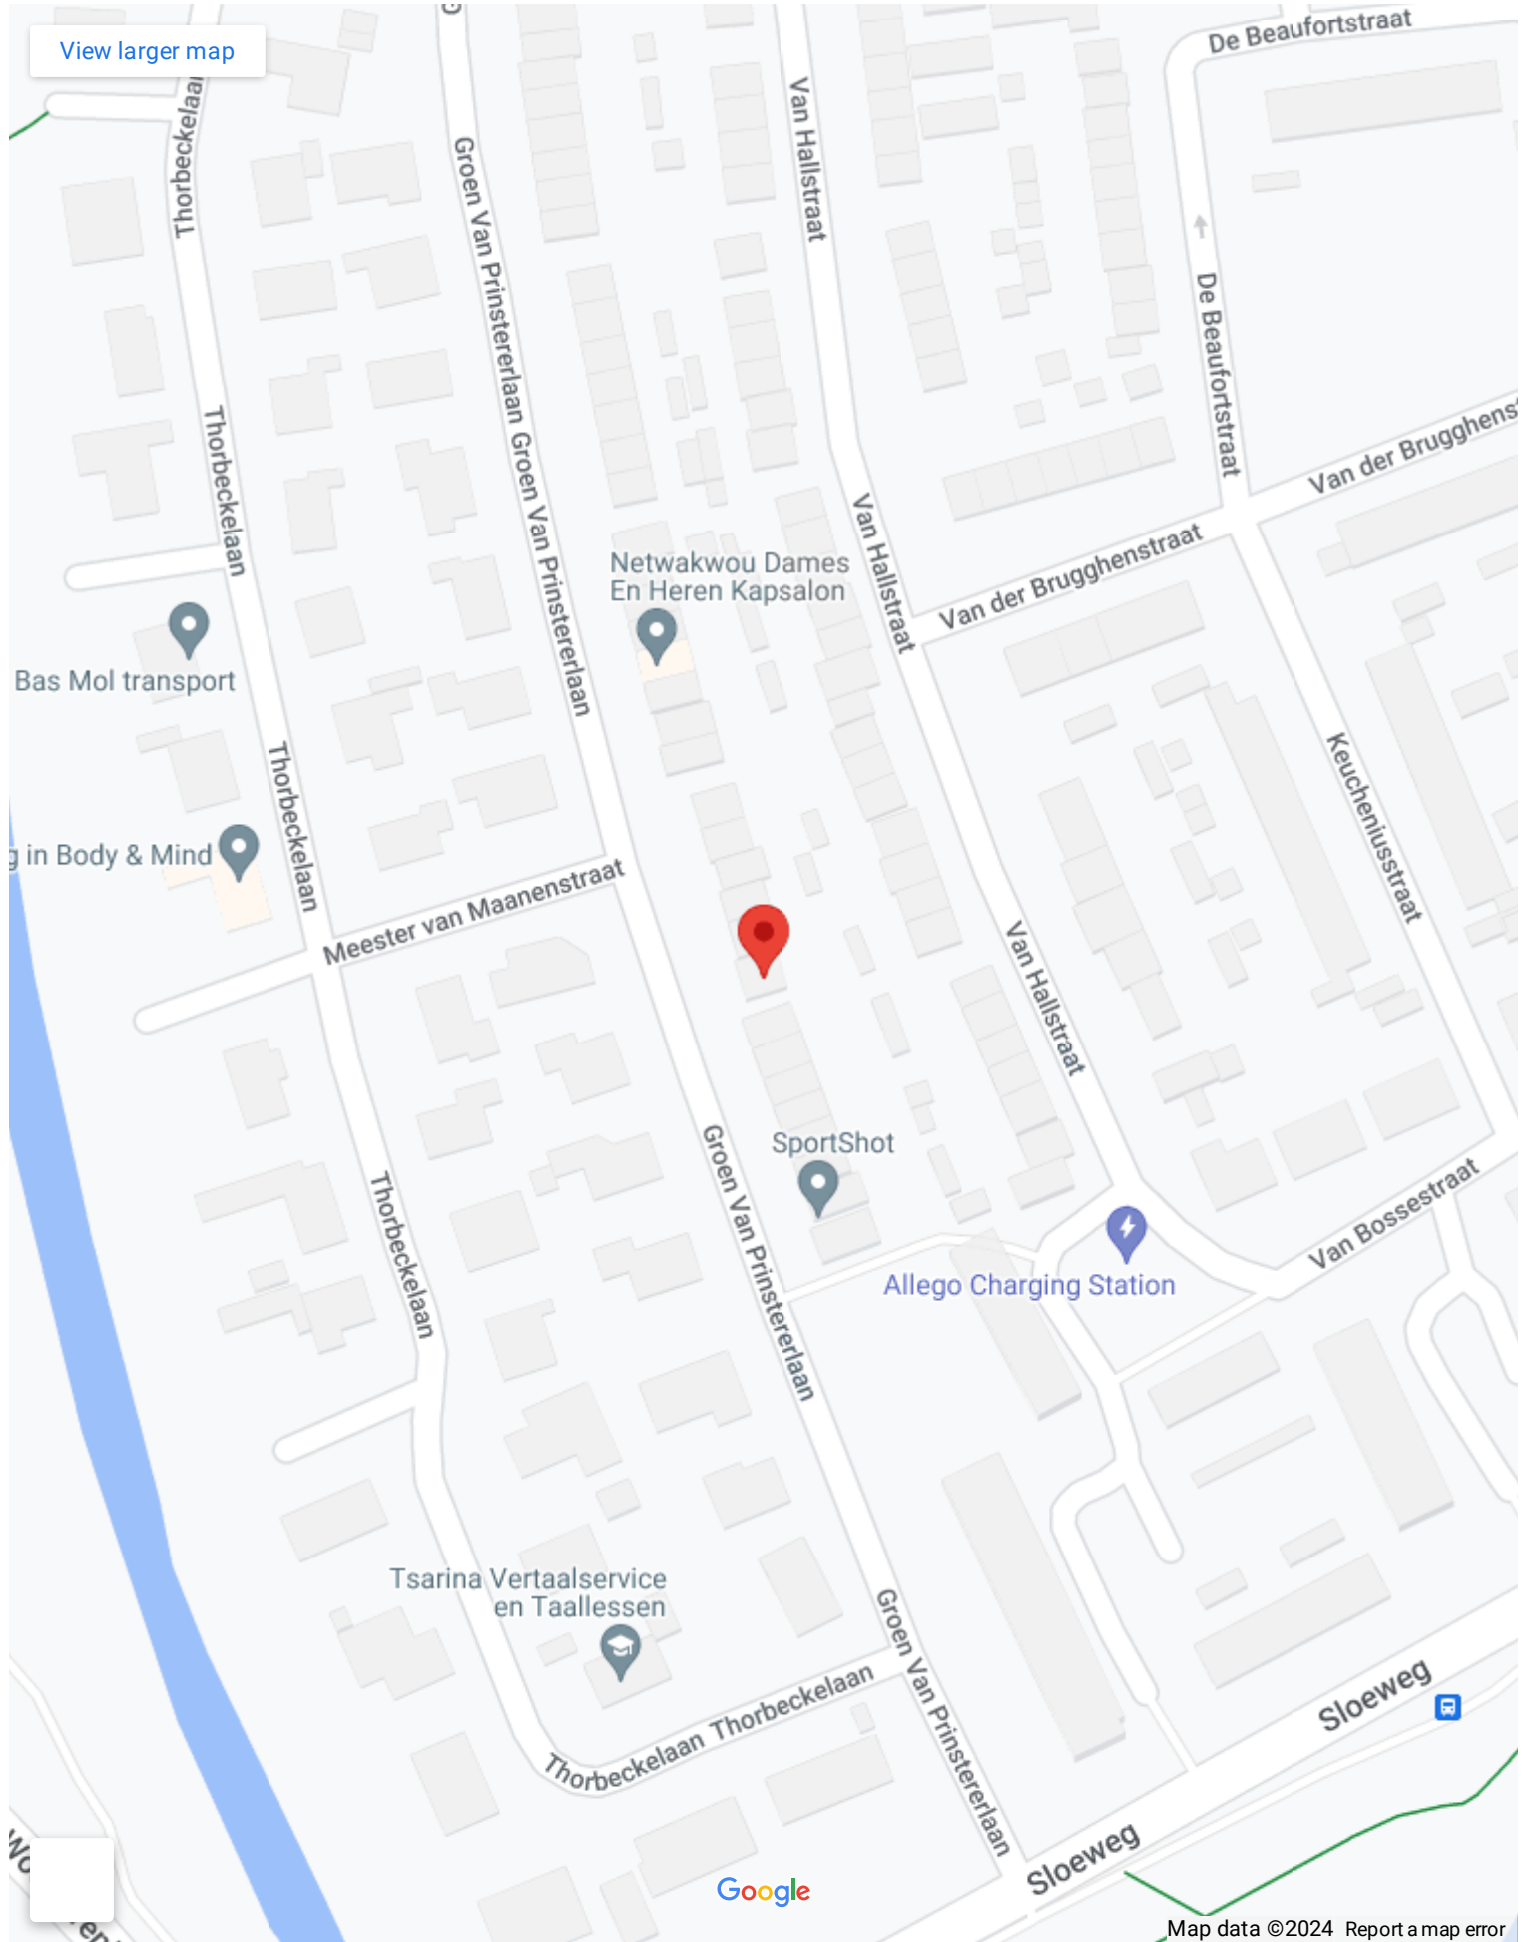 View larger map
De Beaufortstraat
Thorbeckelaan
Groen Van Prinstererlaan
Van Hallstraat
De Beaufortstraat
Groen Van Prinstererlaan
Thorbeckelaan
Van Hallstraat
Van der Brugghenstraat
Netwakwou Dames
En Heren Kapsalon
Bas Mol transport
Thorbeckelaan
Keucheniusstraat
in Body & Mind
Meester van Maanenstraat
Van Hallstraat
SportShot
Groen Van Prinstererlaan
Thorbeckelaan
Van Bossestraat
Allego Charging Station
Tsarina Vertaalservice
en Taallessen
Groen Van Prinstererlaan
Thorbeckelaan
Thorbeckelaan
Sloeweg
Sloeweg
Google
Map data ©2024 Report a map error